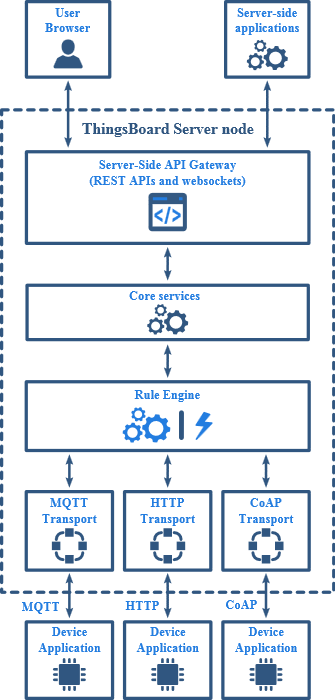 User
Browser
Server-side
applications
ThingsBoard Server node
Server-Side API Gateway
(REST APIs and websockets)
</>
Core services
Rule Engine
MQTT
Transport
HTTP
Transport
CoAP
Transport
MQTT
HTTP
CoAP
Device
Application
Device
Application
Device
Application